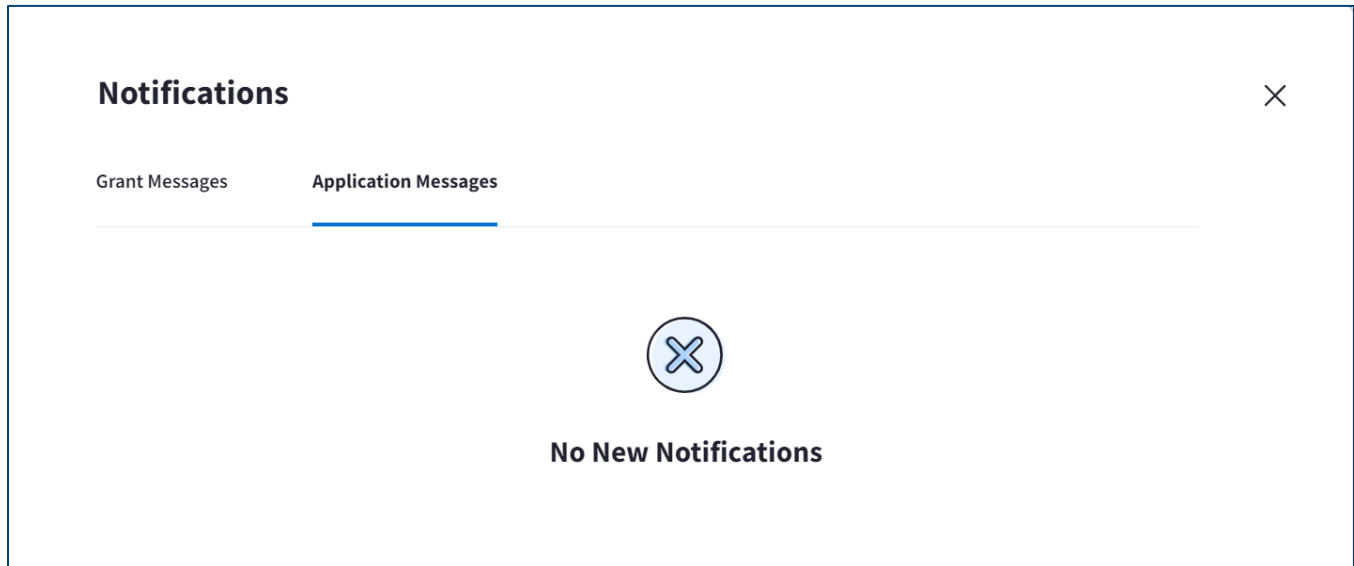 Notifications
Grant Messages Application Messages
No New Notifications